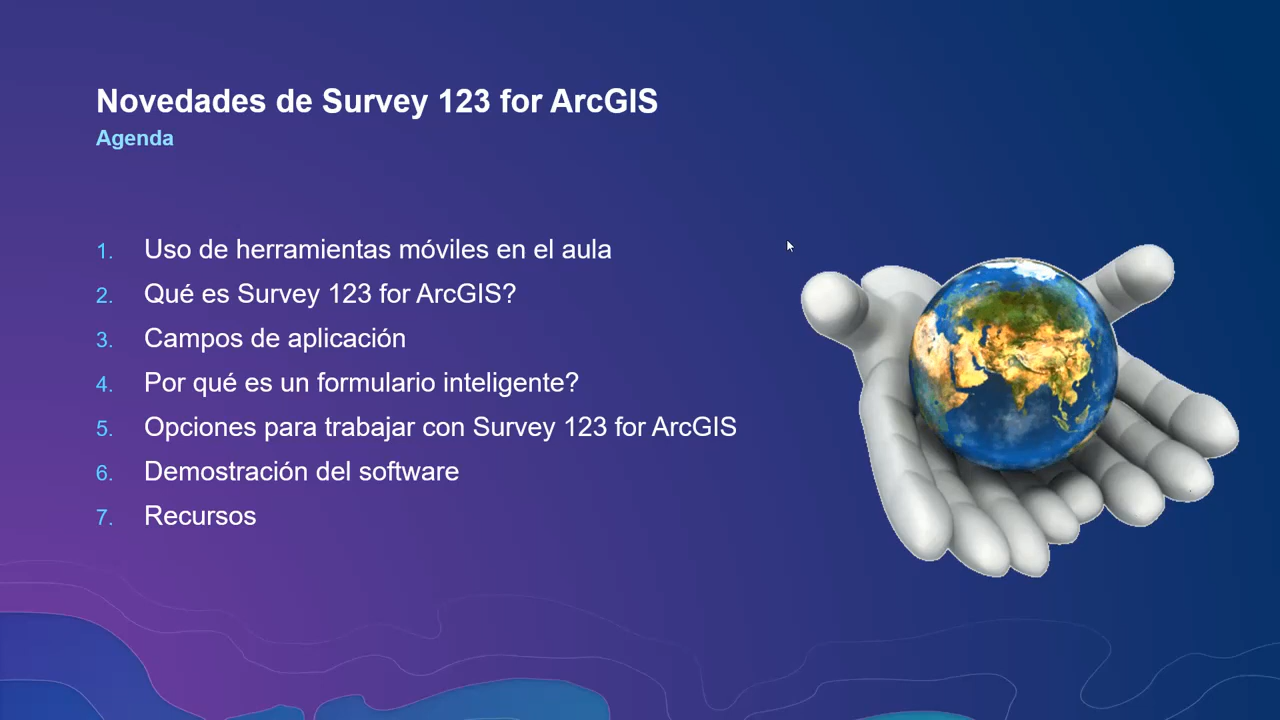 Novedades de Survey 123 for ArcGIS
Agenda
1. Uso de herramientas móviles en el aula
2. Qué es Survey 123 for ArcGIS?
3. Campos de aplicación
4. Por qué es un formulario inteligente?
5. Opciones para trabajar con Survey 123 for ArcGIS
6. Demostración del software
7. Recursos